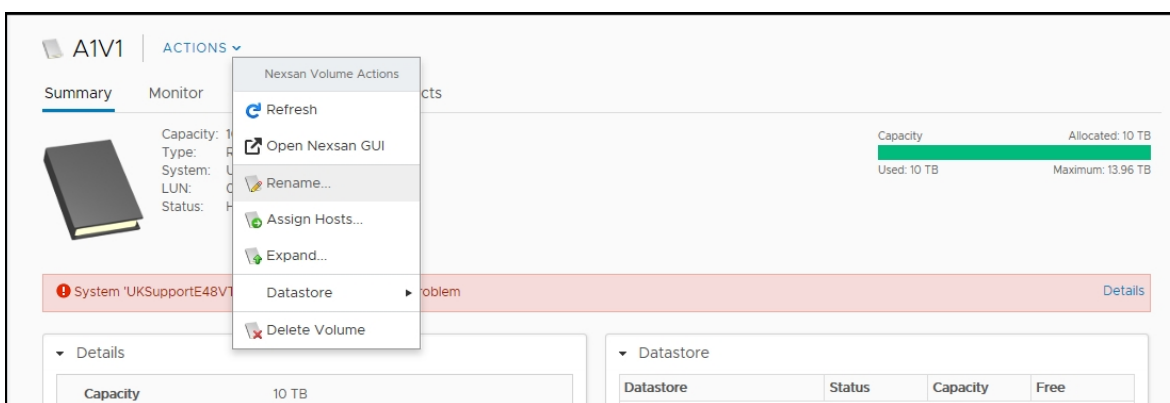 A1V1 ACTIONS
Nexsan Volume Actions
Summary Monitor cts
Refresh
Open Nexsan GUI
Rename...
Assign Hosts...
Expand...
Datastore
Delete Volume
Capacity: 1
Type: R
System: U
LUN: 0
Status: H
Capacity Allocated: 10 TB
Used: 10 TB Maximum: 13.96 TB
System 'UKSupportE48V roblem Details
Details
Capacity 10 TB
Datastore
Datastore Status Capacity Free